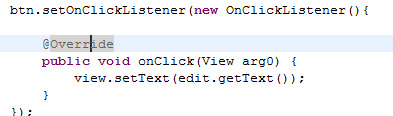 btn.setOnClickListener(new OnClickListener(){
@Override
public void onClick(View arg0) {
view.setText(edit.getText());
}
});